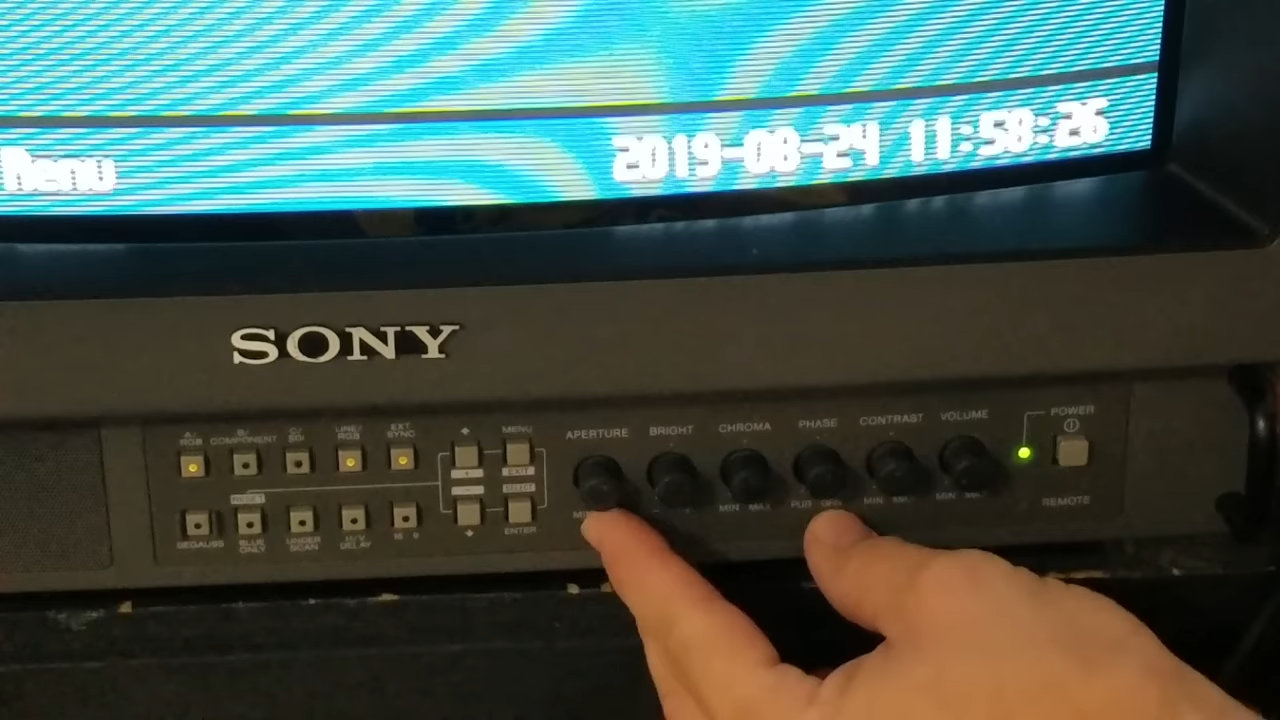 Menu
2019-08-24 11:58:26
SONY
A/ RGB
B/ COMPONENT
C/ SDI
LINE/ RGB
EXT SYNC
MENU
EXIT
RESET
SELECT
ENTER
DEGAUSS
BLUE ONLY
UNDER SCAN
H/V DELAY
16 : 9
APERTURE
BRIGHT
CHROMA
PHASE
CONTRAST
VOLUME
POWER
MIN MAX
PUR GRN
MIN
MIN
REMOTE